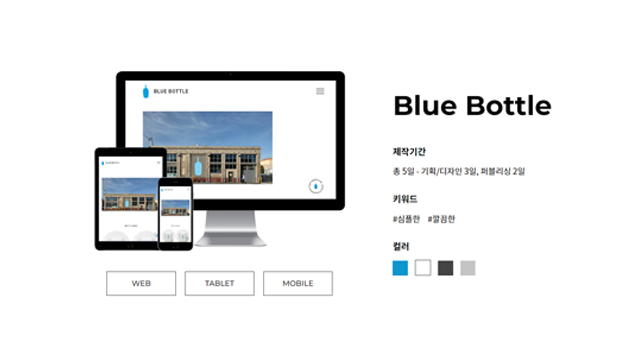 BLUE BOTTLE
WEB
TABLET
MOBILE
Blue Bottle
제작기간
총 5일 - 기획/디자인 3일, 퍼블리싱 2일
키워드
#심플한 #깔끔한
컬러